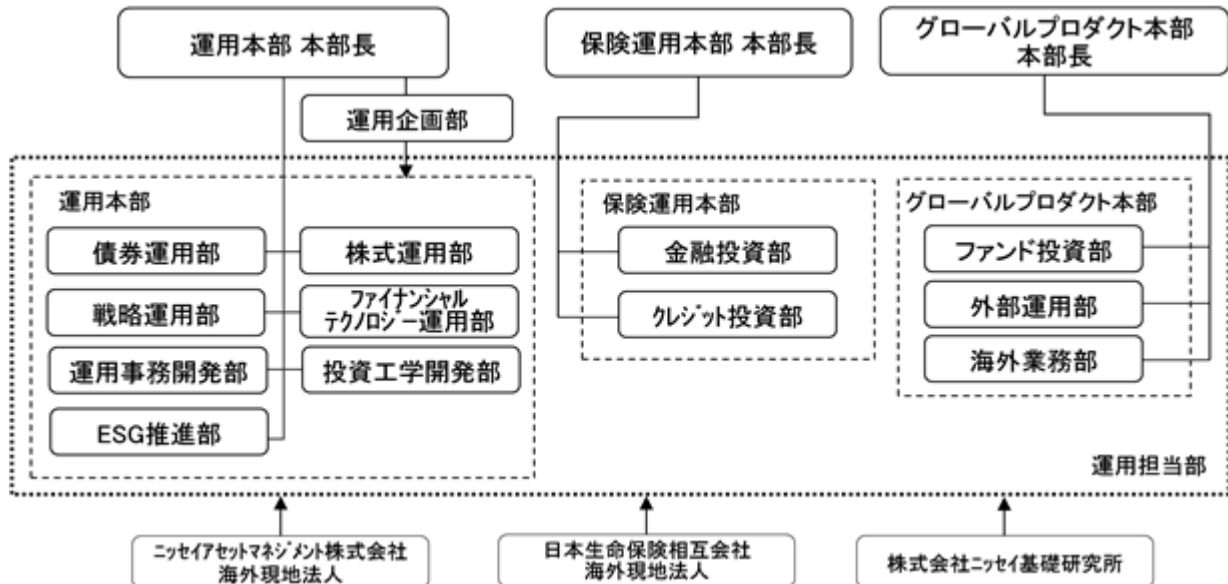 運用本部 本部長
保険運用本部 本部長
グローバルプロダクト本部
本部長
運用企画部
運用本部
債券運用部
株式運用部
戦略運用部
ファイナンシャル
テクノロジー運用部
運用事務開発部
投資工学開発部
ESG推進部
保険運用本部
金融投資部
クレジット投資部
グローバルプロダクト本部
ファンド投資部
外部運用部
海外業務部
運用担当部
ニッセイアセットマネジメント株式会社
海外現地法人
日本生命保険相互会社
海外現地法人
株式会社ニッセイ基礎研究所